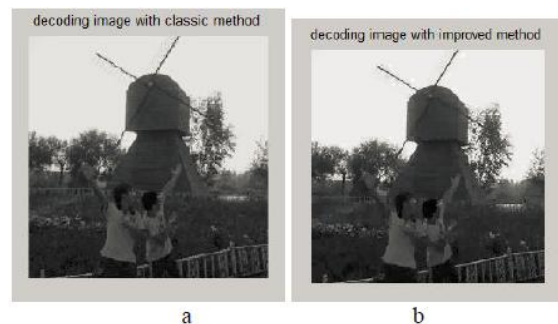 decoding image with classic method
decoding image with improved method
a
b